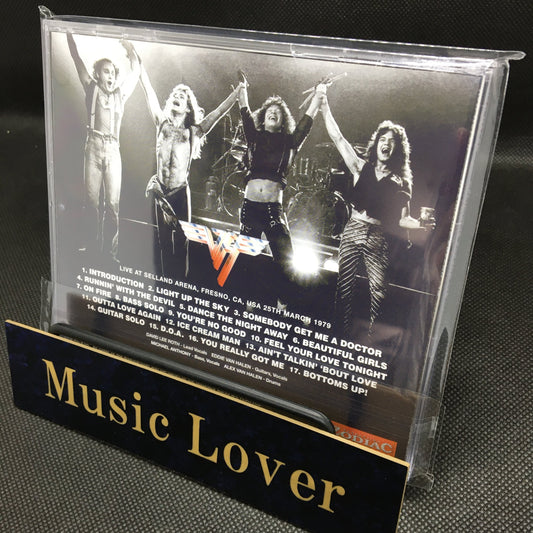 LIVE AT SELLAND ARENA, FRESNO, CA, USA 25TH MARCH 1979
1. INTRODUCTION 2. LIGHT UP THE SKY 3. SOMEBODY GET ME A DOCTOR
4. RUNNIN' WITH THE DEVIL 5. DANCE THE NIGHT AWAY 6. BEAUTIFUL GIRLS
7. ON FIRE 8. BASS SOLO 9. YOU'RE NO GOOD 10. FEEL YOUR LOVE TONIGHT
11. OUTTA LOVE AGAIN 12. ICE CREAM MAN 13. AIN'T TALKIN' 'BOUT LOVE
14. GUITAR SOLO 15. D.O.A. 16. YOU REALLY GOT ME 17. BOTTOMS UP!
DAVID LEE ROTH - Lead Vocals EDDIE VAN HALEN - Guitars, Vocals
MICHAEL ANTHONY - Bass, Vocals ALEX VAN HALEN - Drums
ZODIAC
Music Lover